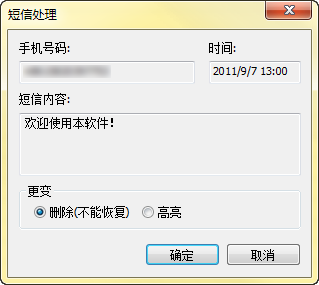 短信处理
手机号码:
时间:
2011/9/7 13:00
短信内容:
欢迎使用本软件!
更变
删除(不能恢复)
高亮
确定
取消